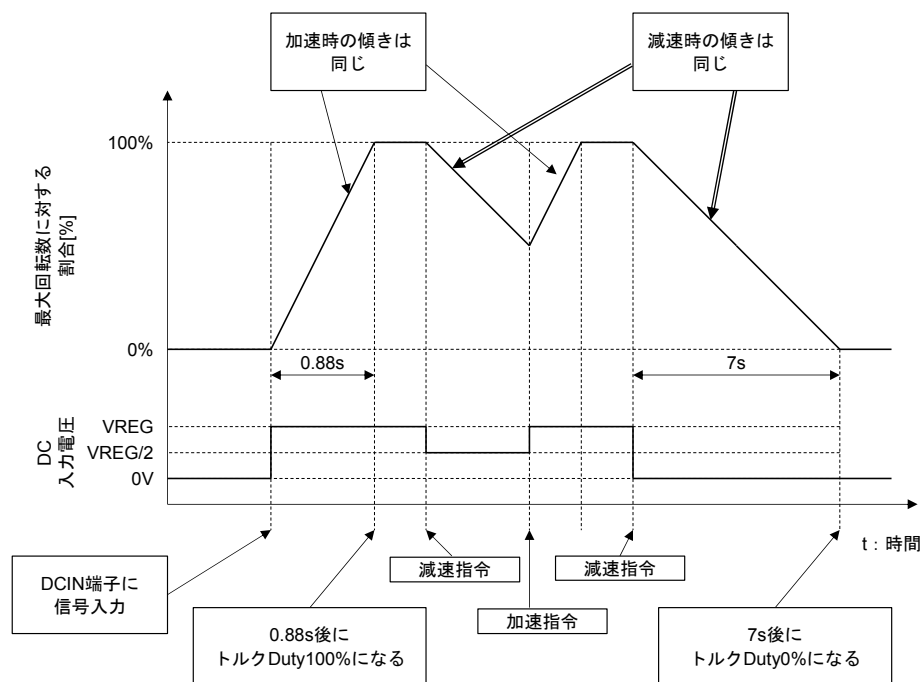 加速時の傾きは
同じ
減速時の傾きは
同じ
最大回転数に対する
割合[%]
100%
0%
0.88s
7s
DC
入力電圧
VREG
VREG/2
0V
t：時間
DCIN端子に
信号入力
0.88s後に
トルクDuty100%になる
減速指令
加速指令
減速指令
7s後に
トルクDuty0%になる